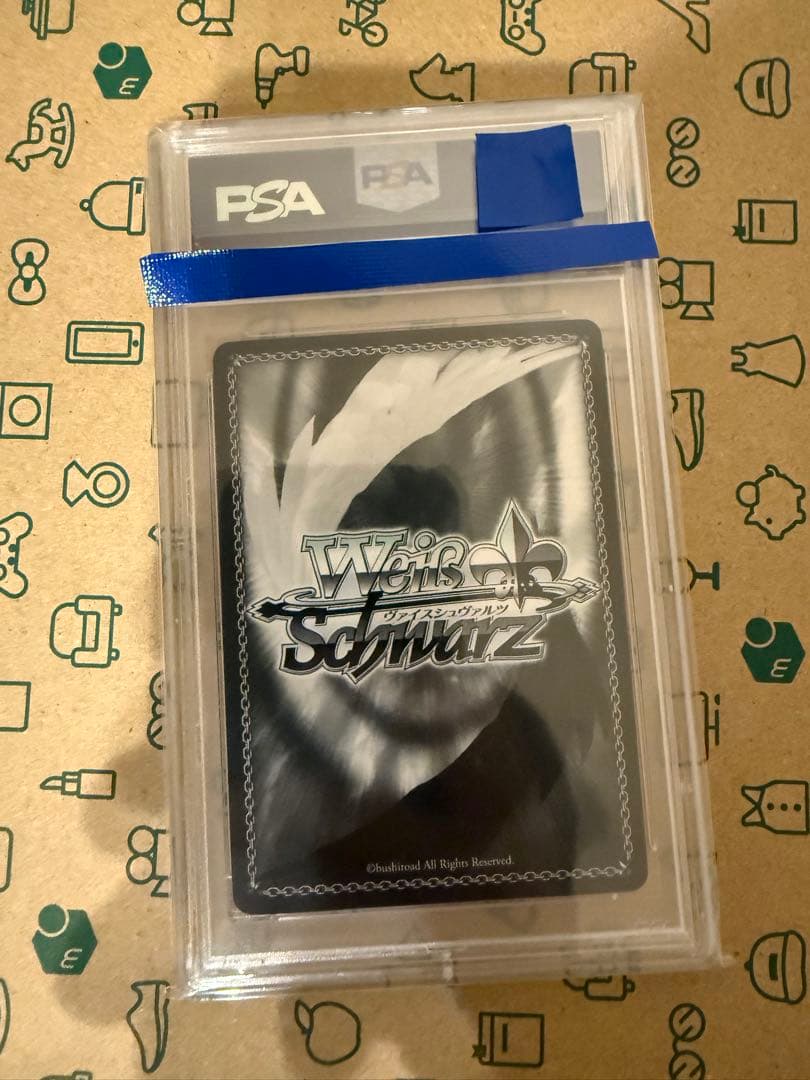 PSA
PSA
Weiß
ヴァイスシュヴァルツ
Schwarz
©bushiroad All Rights Reserved.